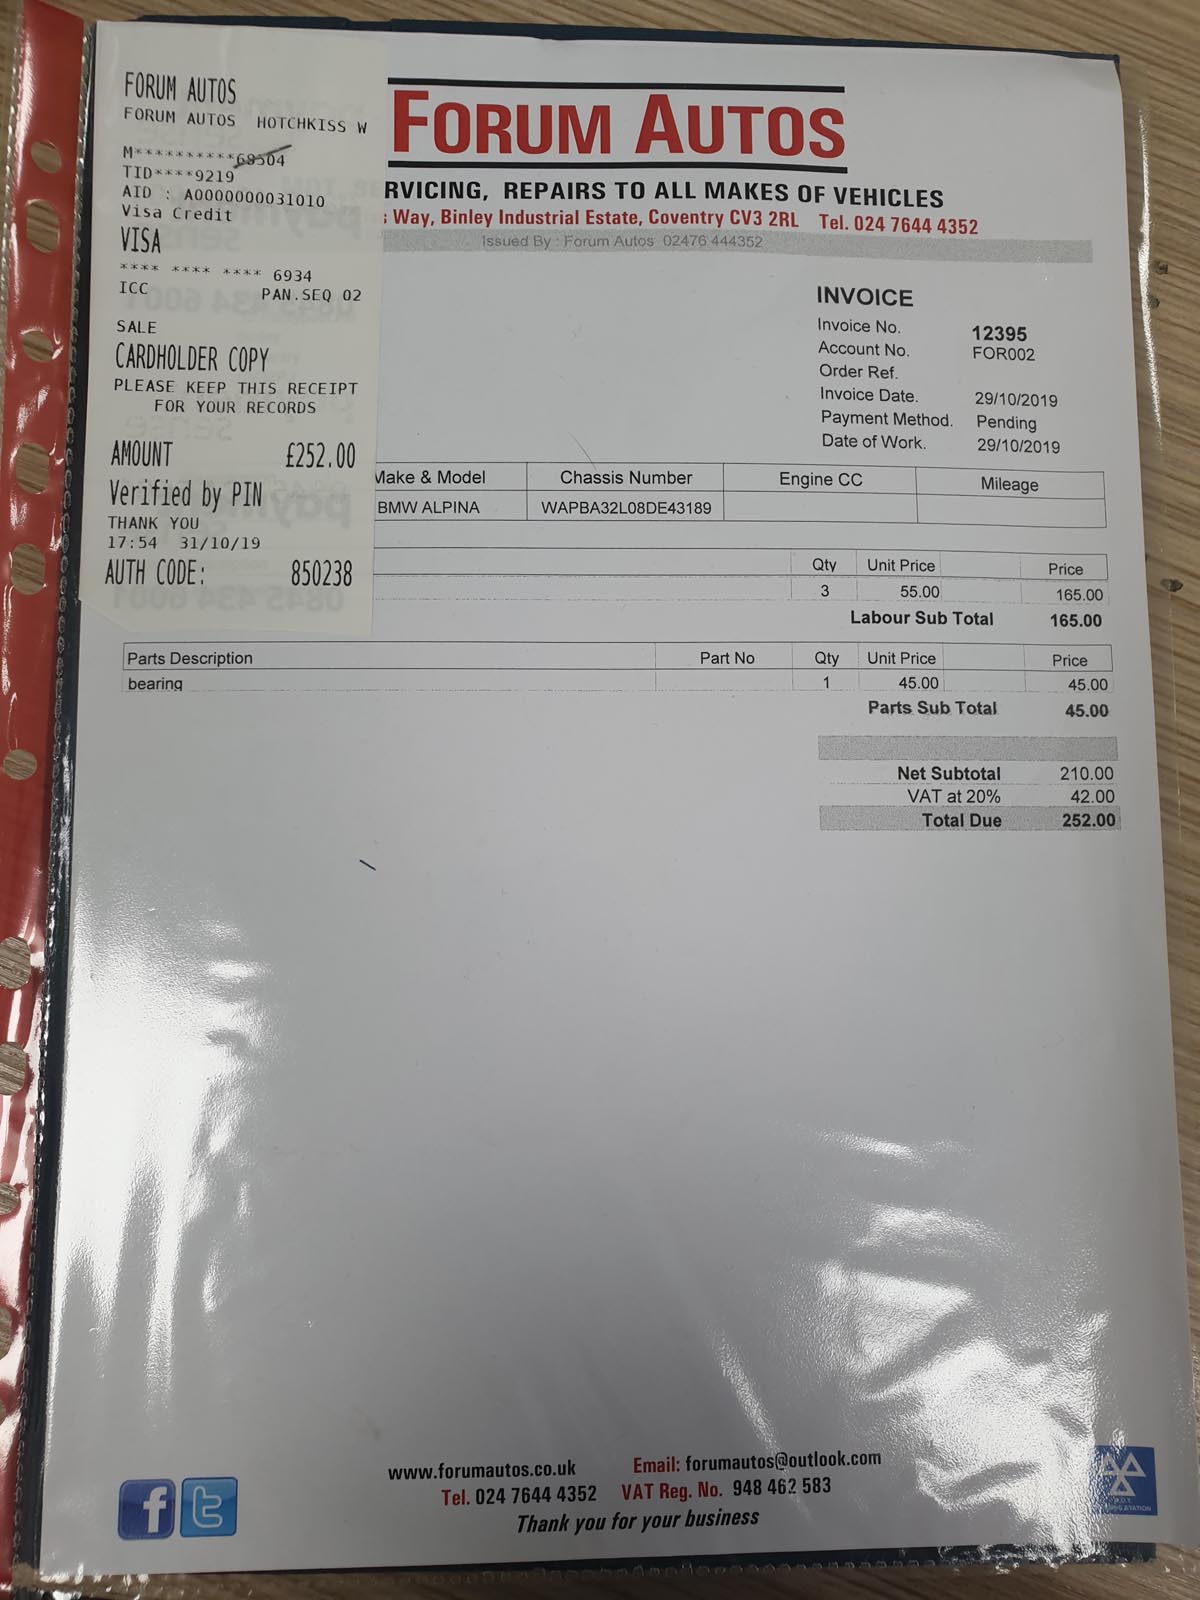 FORUM AUTOS
FORUM AUTOS HOTCHKISS W
M**********68504
TID****9219
AID : A0000000031010
Visa Credit
VISA
**** **** **** 6934
ICC PAN.SEQ 02
SALE
CARDHOLDER COPY
PLEASE KEEP THIS RECEIPT
FOR YOUR RECORDS
AMOUNT £252.00
Verified by PIN
THANK YOU
17:54 31/10/19
AUTH CODE: 850238
FORUM AUTOS
RVICING, REPAIRS TO ALL MAKES OF VEHICLES
s Way, Binley Industrial Estate, Coventry CV3 2RL Tel. 024 7644 4352
Issued By : Forum Autos 02476 444352
INVOICE
Invoice No. 12395
Account No. FOR002
Order Ref.
Invoice Date. 29/10/2019
Payment Method. Pending
Date of Work. 29/10/2019
Make & Model Chassis Number Engine CC Mileage
BMW ALPINA WAPBA32L08DE43189
Qty Unit Price Price
3 55.00 165.00
Labour Sub Total 165.00
Parts Description Part No Qty Unit Price Price
bearing 1 45.00 45.00
Parts Sub Total 45.00
Net Subtotal 210.00
VAT at 20% 42.00
Total Due 252.00
www.forumautos.co.uk Email: forumautos@outlook.com
Tel. 024 7644 4352 VAT Reg. No. 948 462 583
Thank you for your business
f t